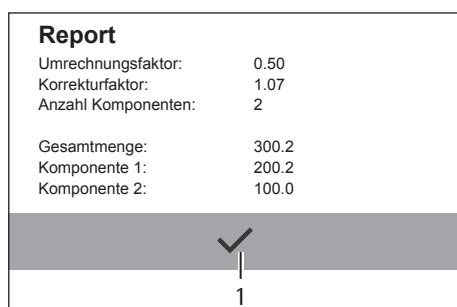 Report
Umrechnungsfaktor: 0.50
Korrekturfaktor: 1.07
Anzahl Komponenten: 2
Gesamtmenge: 300.2
Komponente 1: 200.2
Komponente 2: 100.0
1